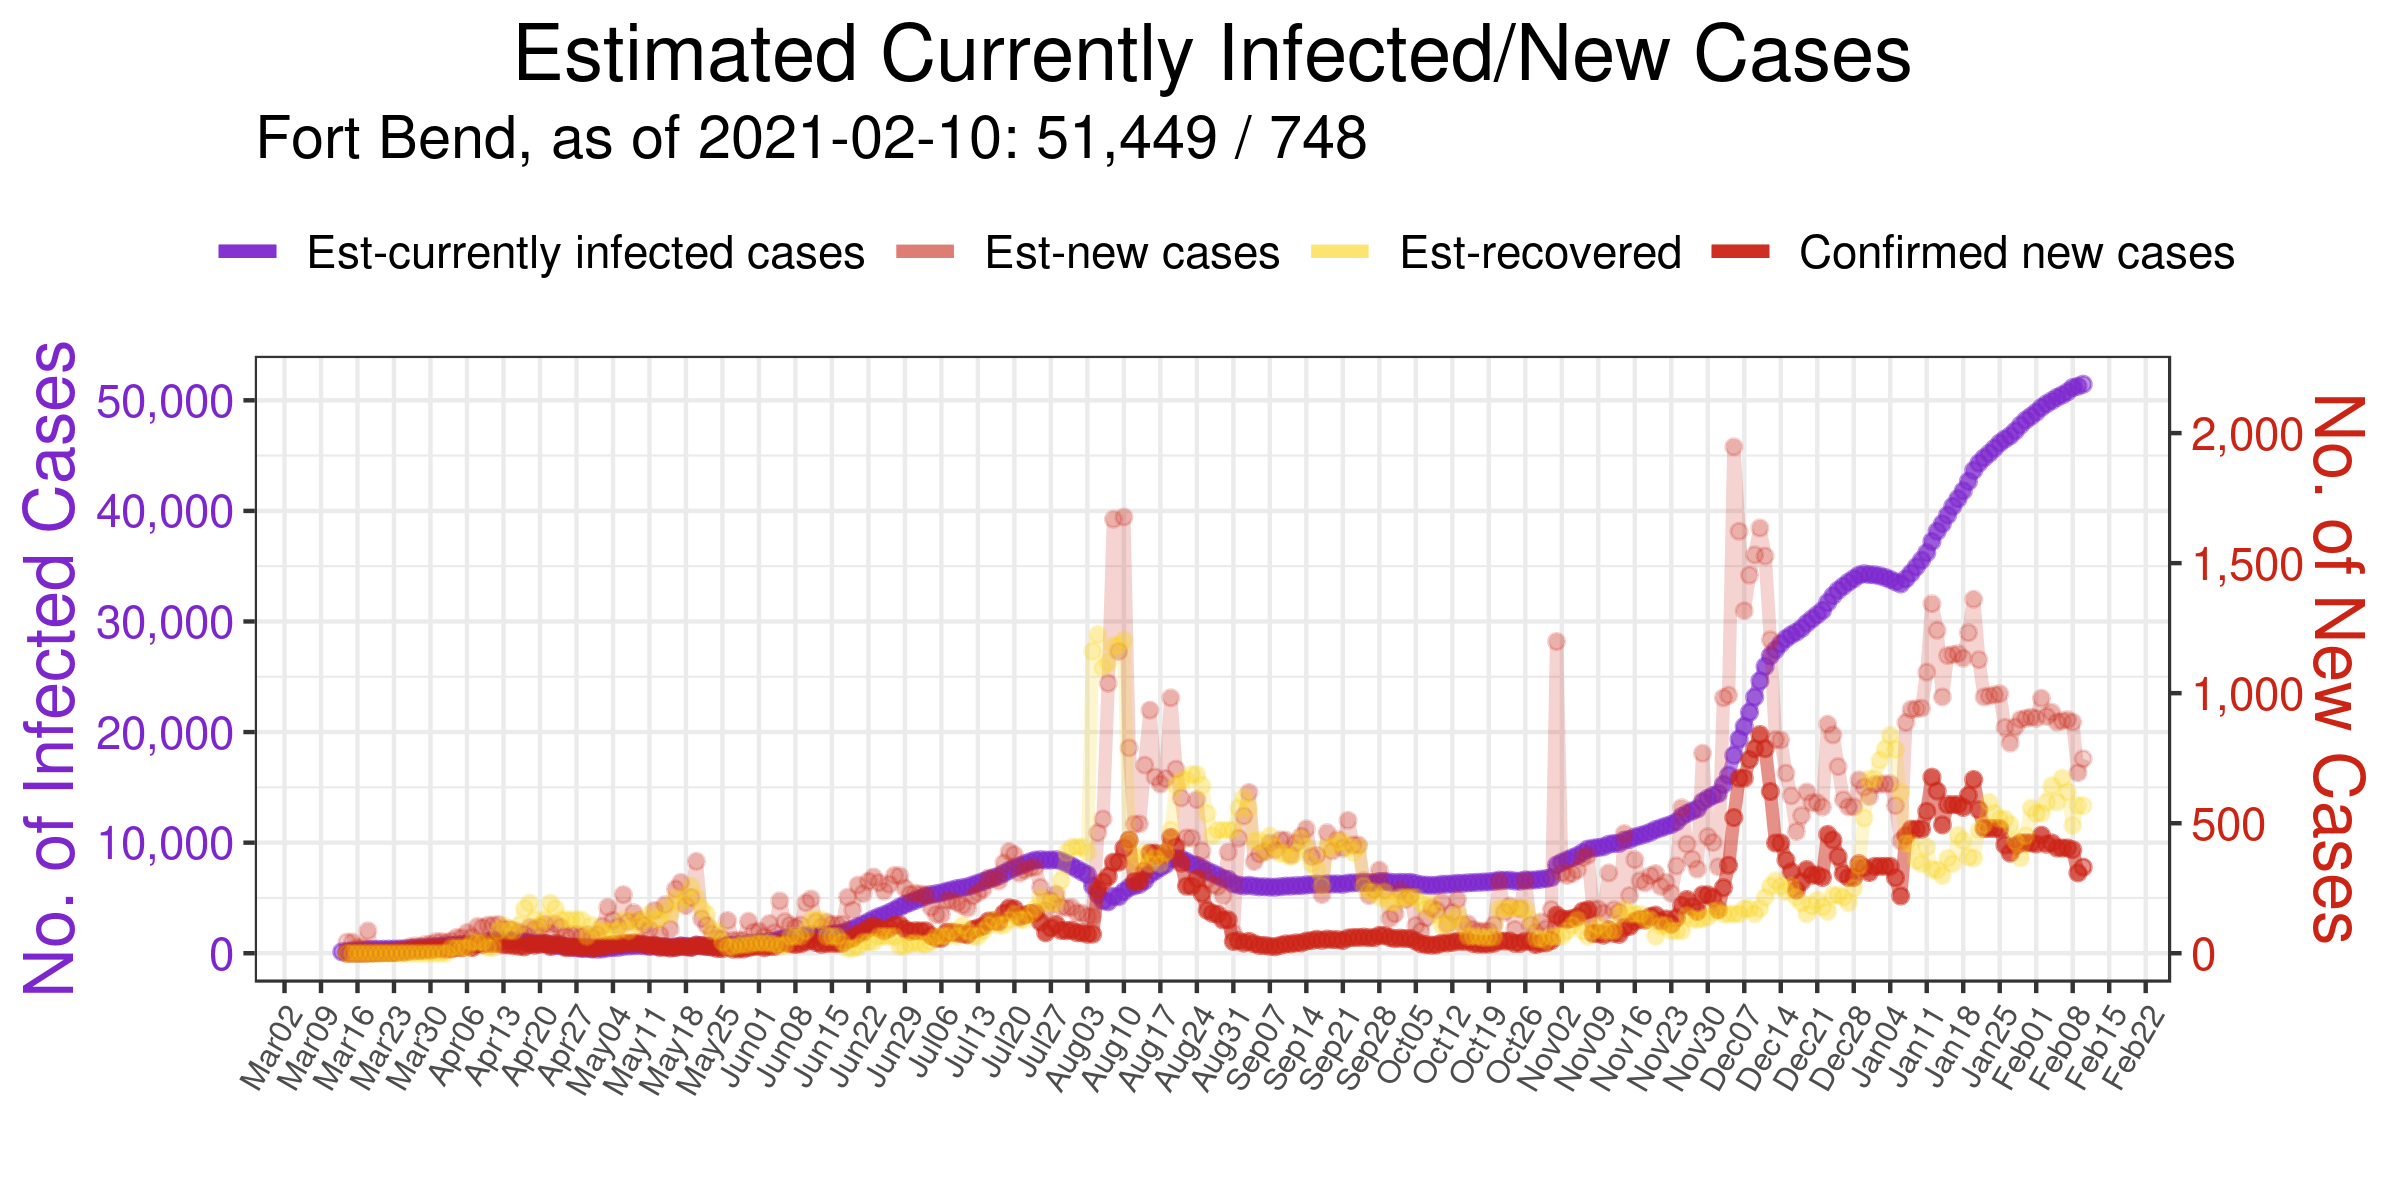 Estimated Currently Infected/New Cases
Fort Bend, as of 2021-02-10: 51,449 / 748
Est-currently infected cases Est-new cases Est-recovered Confirmed new cases
No. of Infected Cases
50,000
40,000
30,000
20,000
10,000
0
2,000
1,500
1,000
500
0
No. of New Cases
Mar02 Mar09 Mar16 Mar23 Mar30 Apr06 Apr13 Apr20 Apr27 May04 May11 May18 May25 Jun01 Jun08 Jun15 Jun22 Jun29 Jul06 Jul13 Jul20 Jul27 Aug03 Aug10 Aug17 Aug24 Aug31 Sep07 Sep14 Sep21 Sep28 Oct05 Oct12 Oct19 Oct26 Nov02 Nov09 Nov16 Nov23 Nov30 Dec07 Dec14 Dec21 Dec28 Jan04 Jan11 Jan18 Jan25 Feb01 Feb08 Feb15 Feb22